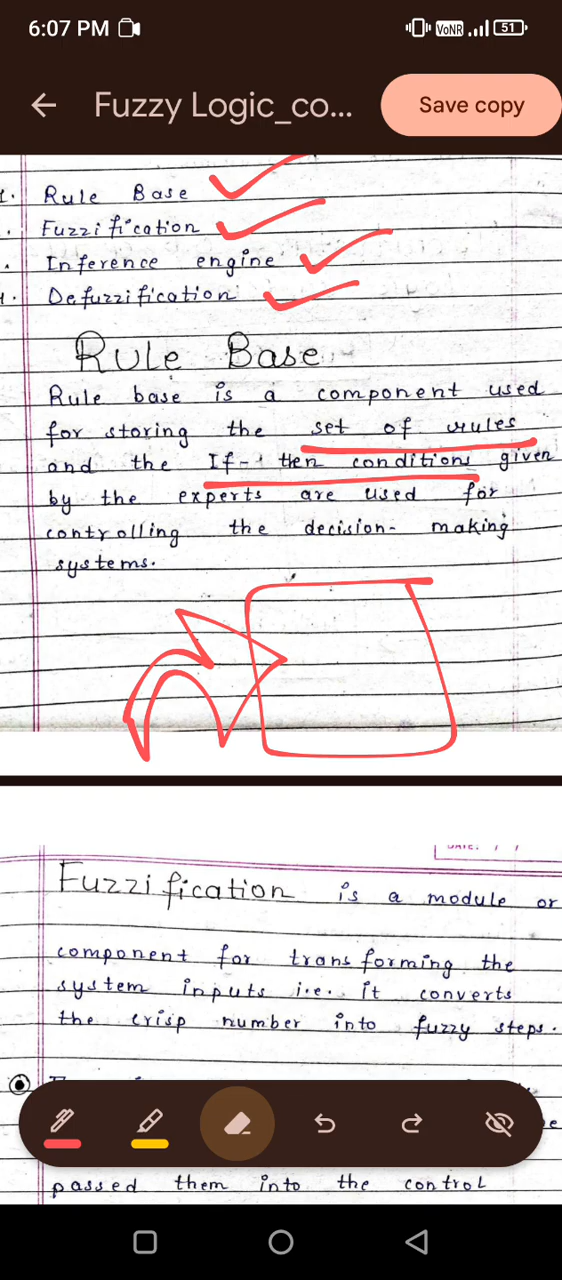 6:07 PM VoNR 51
Fuzzy Logic_co... Save copy
Rule Base
Fuzzification
Inference engine
Defuzzification
Rule Base
Rule base is a component used
for storing the set of rules
and the If-then conditions given
by the experts are used for
controlling the decision- making
systems.
DATE: / /
Fuzzification is a module or
component for transforming the
system inputs i.e. it converts
the crisp number into fuzzy steps.
passed them into the control